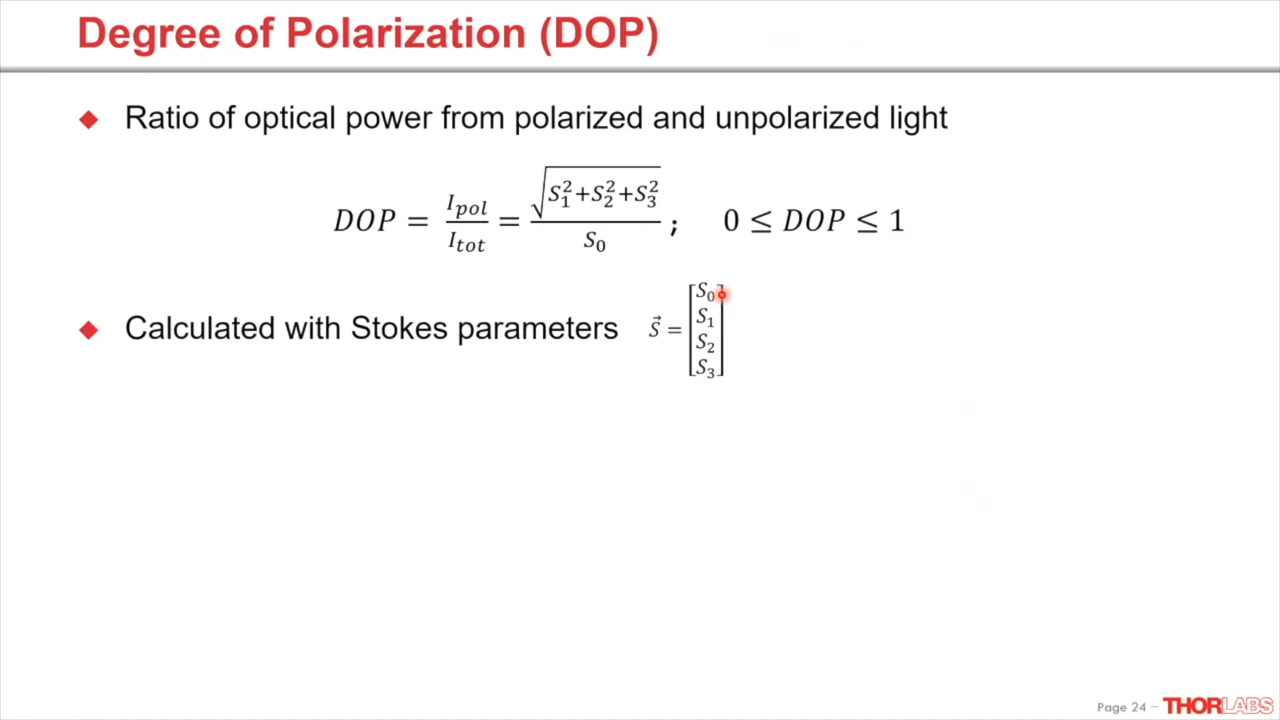 Degree of Polarization (DOP)
◆ Ratio of optical power from polarized and unpolarized light
DOP = I_pol / I_tot = √(S₁²+S₂²+S₃²) / S₀ ; 0 ≤ DOP ≤ 1
◆ Calculated with Stokes parameters S⃗ = [S₀ S₁ S₂ S₃]
Page 24 – THORLABS